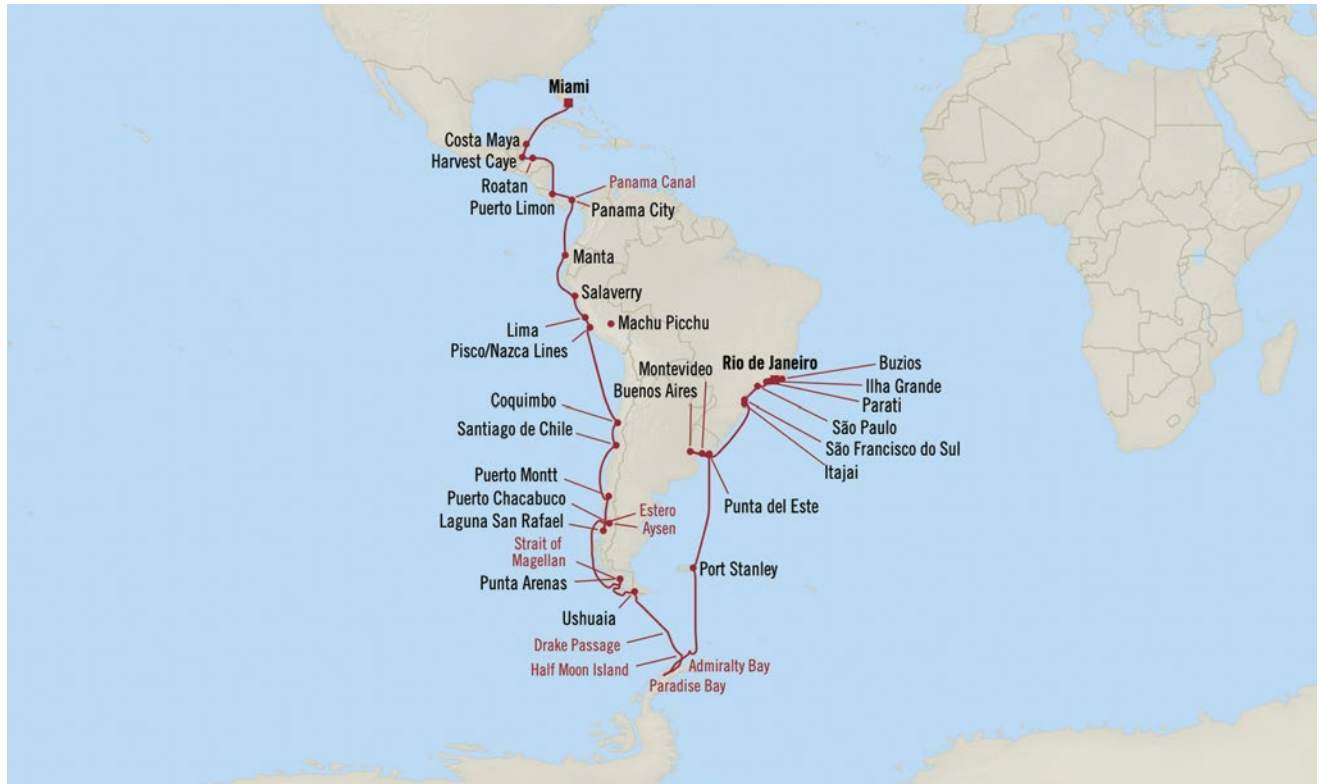 Miami
Costa Maya
Harvest Caye
Roatan
Panama Canal
Puerto Limon
Panama City
Manta
Salaverry
Lima
Machu Picchu
Pisco/Nazca Lines
Montevideo
Rio de Janeiro
Buzios
Buenos Aires
Ilha Grande
Parati
Coquimbo
São Paulo
Santiago de Chile
São Francisco do Sul
Itajai
Puerto Montt
Puerto Chacabuco
Punta del Este
Estero
Laguna San Rafael
Aysen
Strait of
Magellan
Port Stanley
Punta Arenas
Ushuaia
Drake Passage
Half Moon Island
Admiralty Bay
Paradise Bay